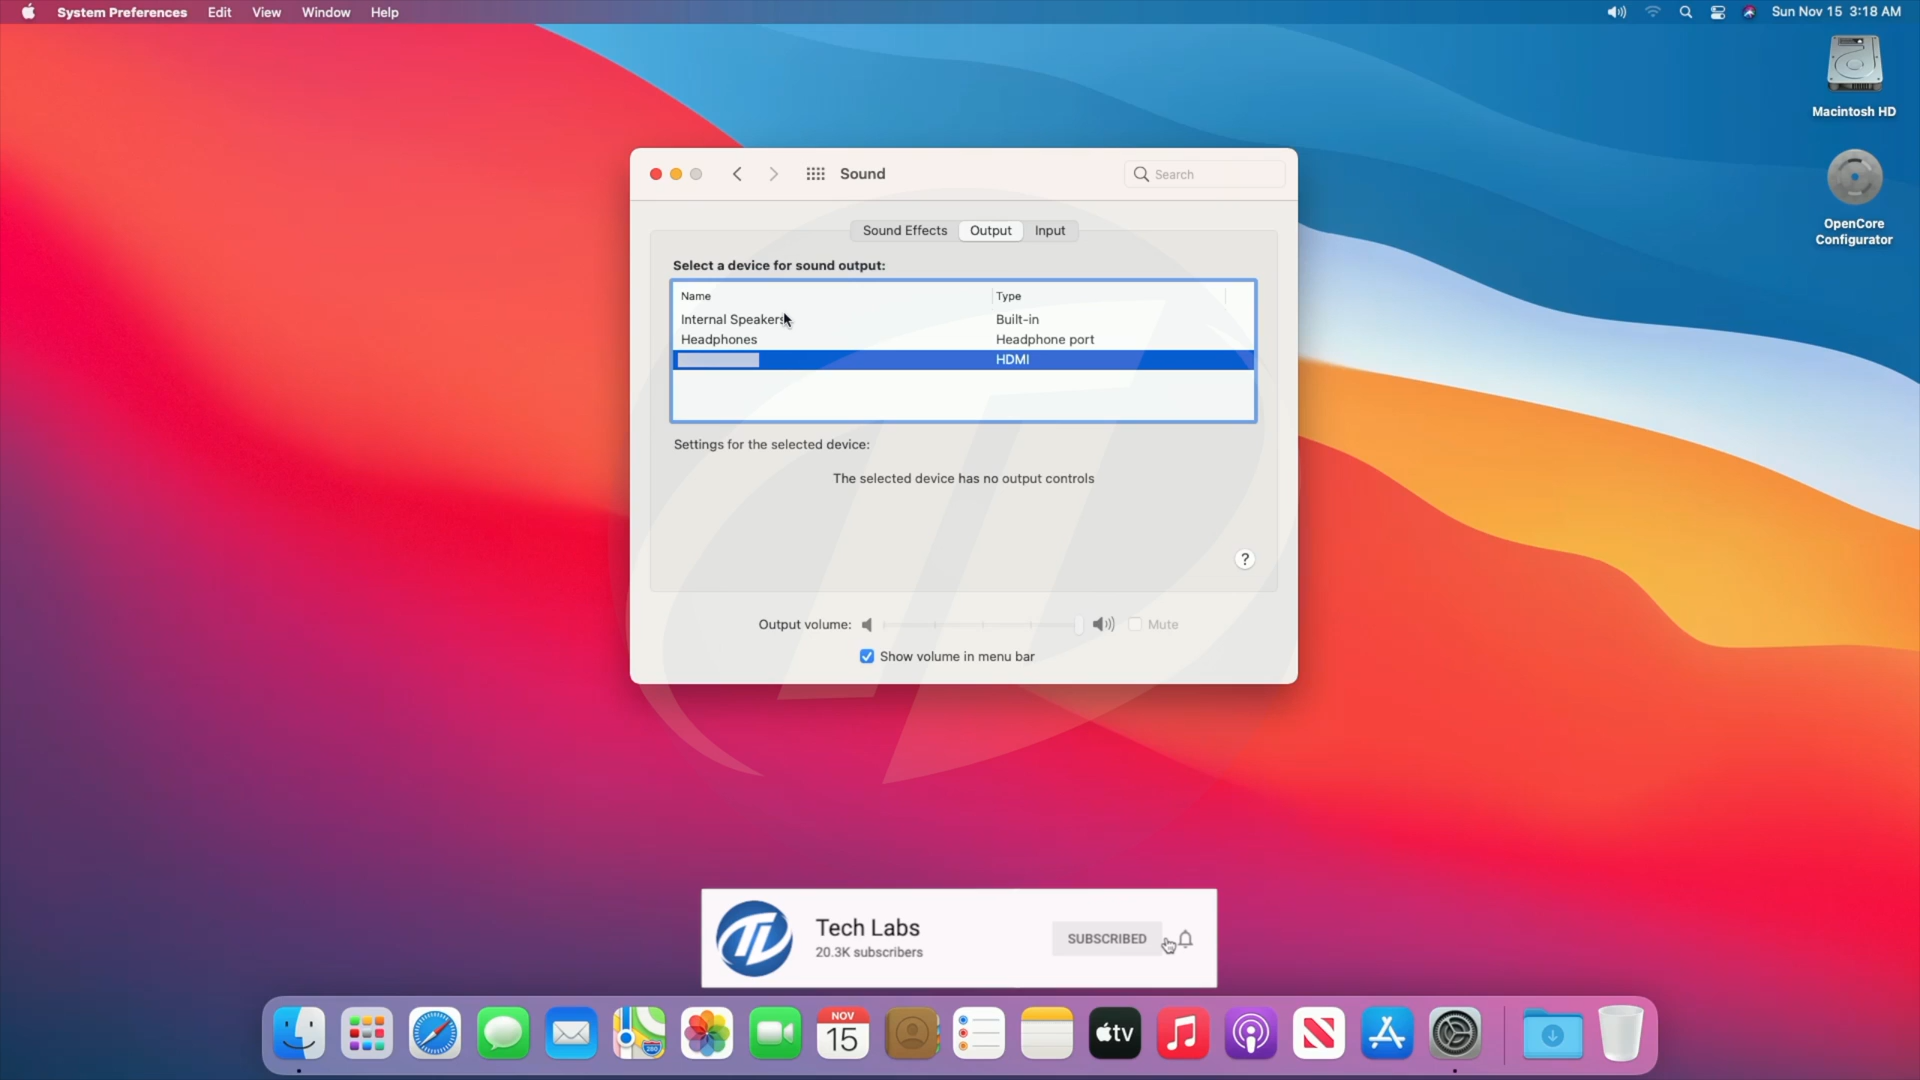 System Preferences Edit View Window Help
Sun Nov 15 3:18 AM
Macintosh HD
OpenCore
Configurator
Sound
Search
Sound Effects Output Input
Select a device for sound output:
Name Type
Internal Speakers Built-in
Headphones Headphone port
HDMI
Settings for the selected device:
The selected device has no output controls
?
Output volume: Mute
Show volume in menu bar
TL
Tech Labs
20.3K subscribers
SUBSCRIBED
NOV
15
280
tv